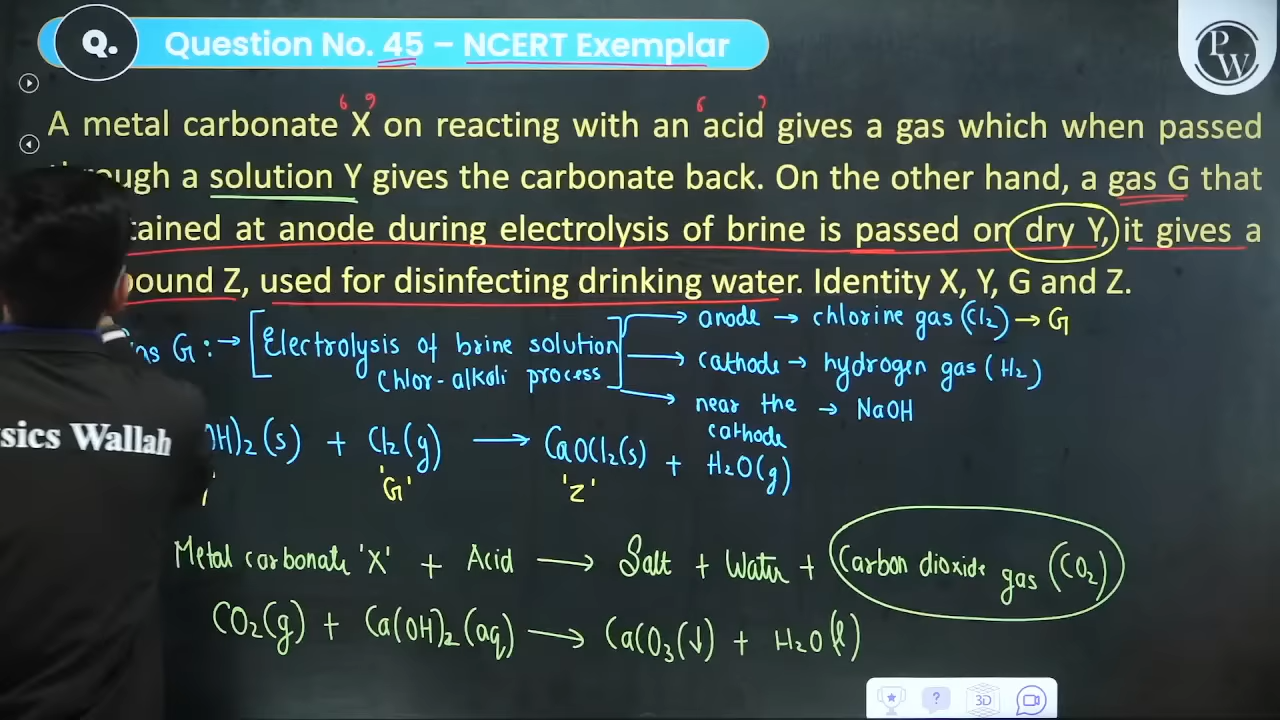 Q.
Question No. 45 – NCERT Exemplar
PW
A metal carbonate X on reacting with an acid gives a gas which when passed
a solution Y gives the carbonate back. On the other hand, a gas G that
at anode during electrolysis of brine is passed on dry Y, it gives a
Z, used for disinfecting drinking water. Identity X, Y, G and Z.
G : → [Electrolysis of brine solution
Chlor-alkali process]
→ anode → chlorine gas (Cl2) → G
→ cathode → hydrogen gas (H2)
→ near the cathode → NaOH
OH)2(s) + Cl2(g) → CaOCl2(s) + H2O(g)
'G' 'Z'
Metal carbonate 'X' + Acid → Salt + Water + Carbon dioxide gas (CO2)
CO2(g) + Ca(OH)2(aq) → CaCO3(↓) + H2O(l)
sics Wallah
?
3D